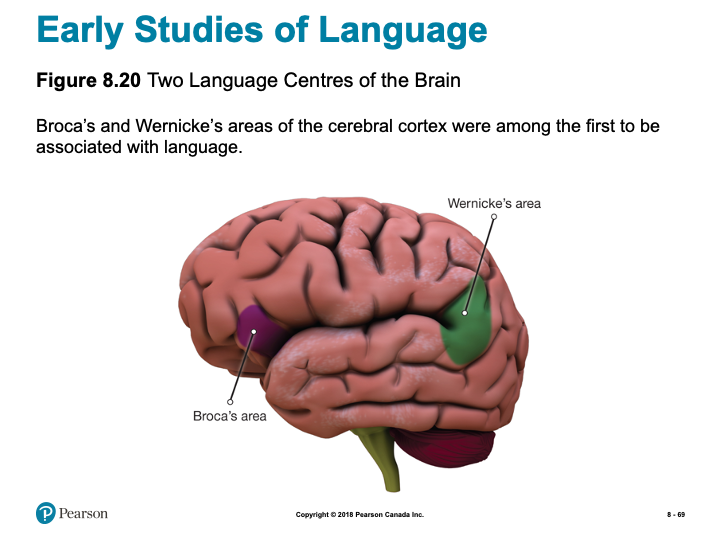 Early Studies of Language
Figure 8.20 Two Language Centres of the Brain
Broca’s and Wernicke’s areas of the cerebral cortex were among the first to be
associated with language.
Wernicke’s area
Broca’s area
P Pearson
Copyright © 2018 Pearson Canada Inc.
8 - 69